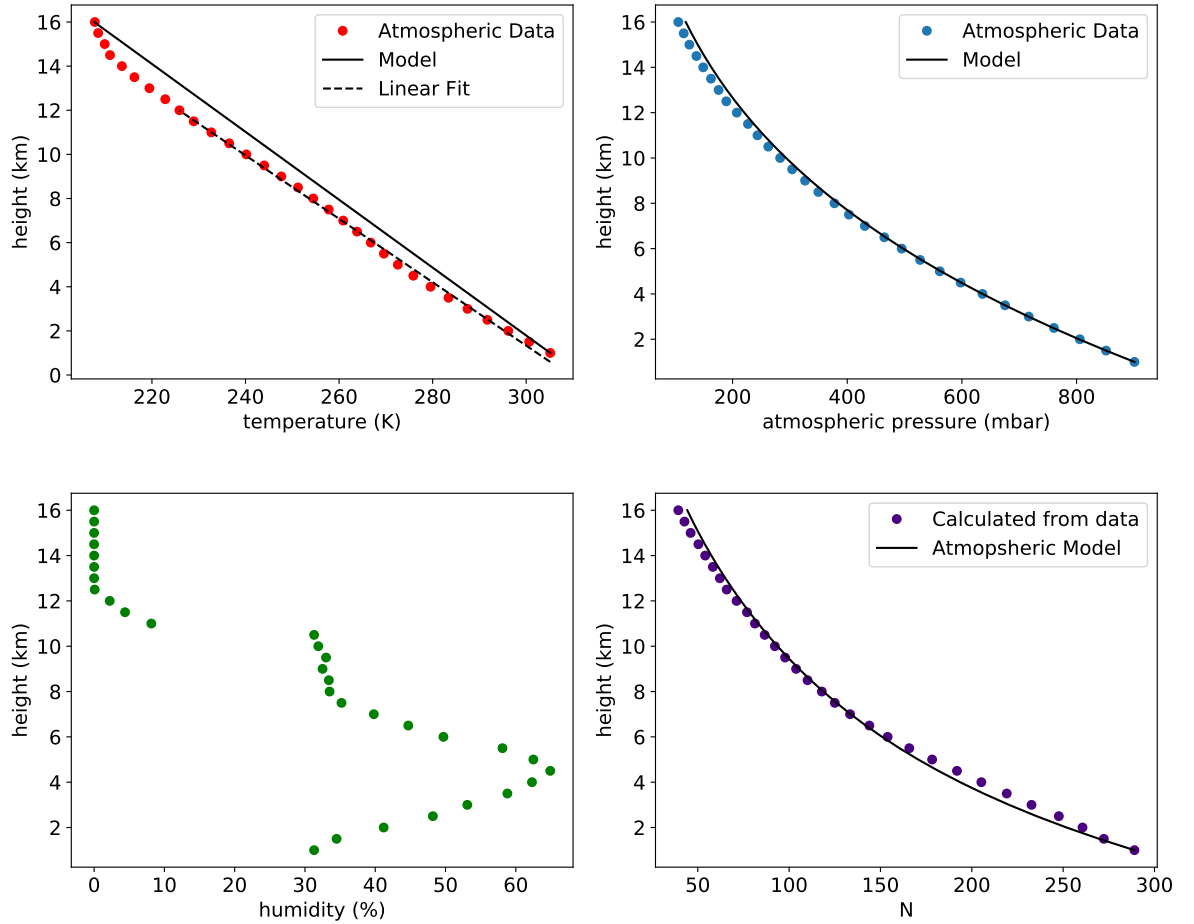 16
14
12
10
8
6
4
2
0
height (km)
Atmospheric Data
Model
Linear Fit
220 240 260 280 300
temperature (K)
16
14
12
10
8
6
4
2
height (km)
Atmospheric Data
Model
200 400 600 800
atmospheric pressure (mbar)
16
14
12
10
8
6
4
2
height (km)
0 10 20 30 40 50 60
humidity (%)
16
14
12
10
8
6
4
2
height (km)
Calculated from data
Atmopsheric Model
50 100 150 200 250 300
N